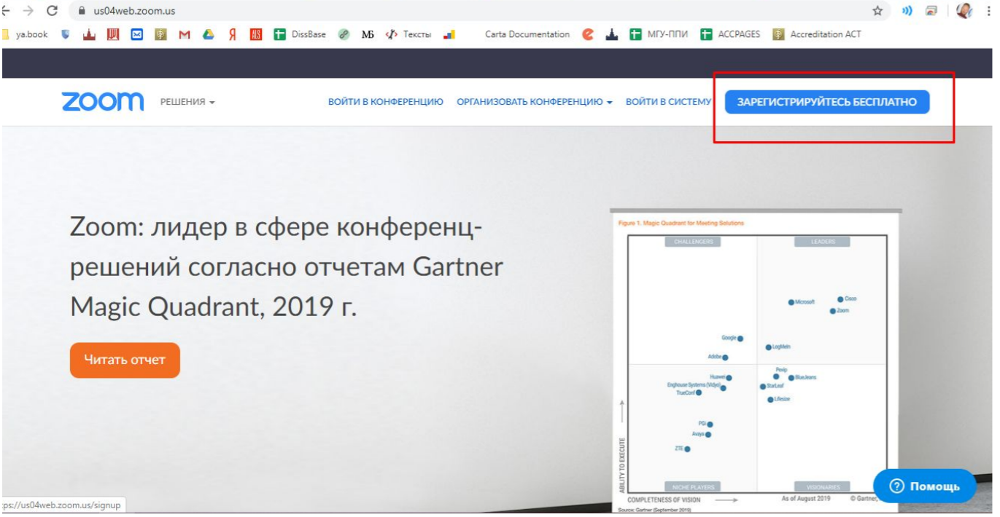 us04web.zoom.us
ya.book
DissBase
МБ
Тексты
Carta Documentation
МГУ-ППИ
ACCPAGES
Accreditation ACT
zoom
РЕШЕНИЯ
ВОЙТИ В КОНФЕРЕНЦИЮ
ОРГАНИЗОВАТЬ КОНФЕРЕНЦИЮ
ВОЙТИ В СИСТЕМУ
ЗАРЕГИСТРИРУЙТЕСЬ БЕСПЛАТНО
Zoom: лидер в сфере конференц-
решений согласно отчетам Gartner
Magic Quadrant, 2019 г.
Читать отчет
Figure 1. Magic Quadrant for Meeting Solutions
CHALLENGERS
LEADERS
Microsoft
Cisco
Zoom
Google
LogMeIn
Adobe
Pexip
Huawei
BlueJeans
Enghouse Systems (Vidyo)
StarLeaf
TrueConf
Lifesize
PGi
Avaya
ZTE
ABILITY TO EXECUTE
NICHE PLAYERS
VISIONARIES
COMPLETENESS OF VISION
As of August 2019
© Gartner,
Source: Gartner (September 2019)
Помощь
tps://us04web.zoom.us/signup